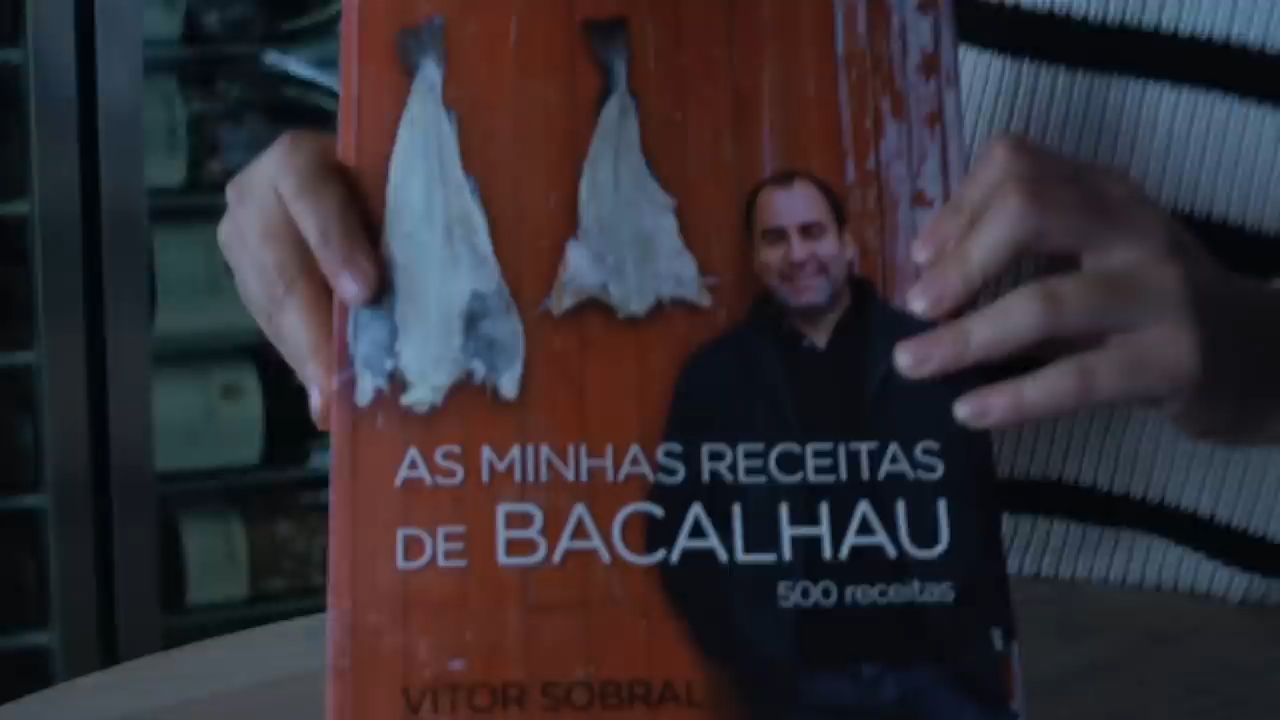 AS MINHAS RECEITAS
DE BACALHAU
500 receitas
VITOR SOBRAL